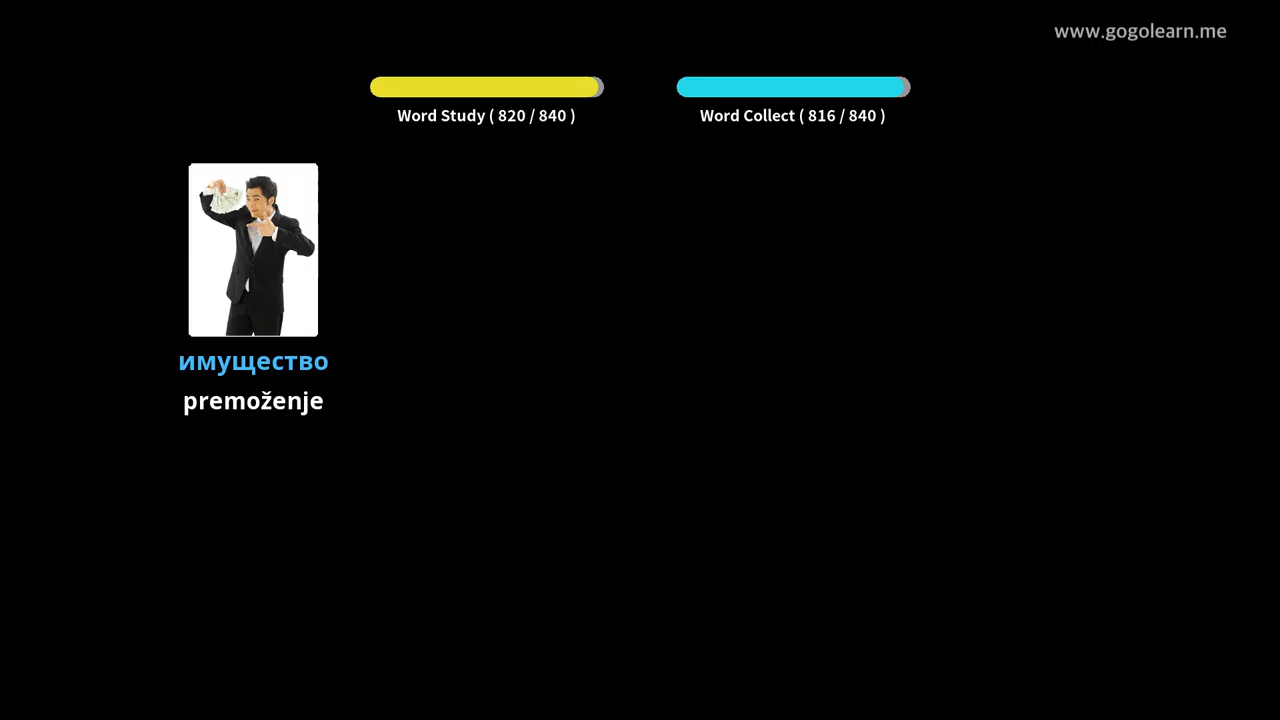 www.gogolearn.me
Word Study ( 820 / 840 )
Word Collect ( 816 / 840 )
имущество
premoženje